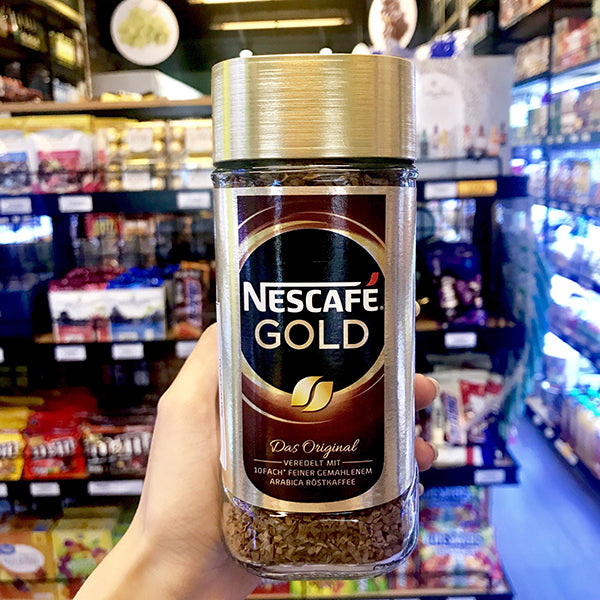 NESCAFÉ
GOLD
Das Original
VEREDELT MIT
10FACH* FEINER GEMAHLENEM
ARABICA RÖSTKAFFEE
m&m's